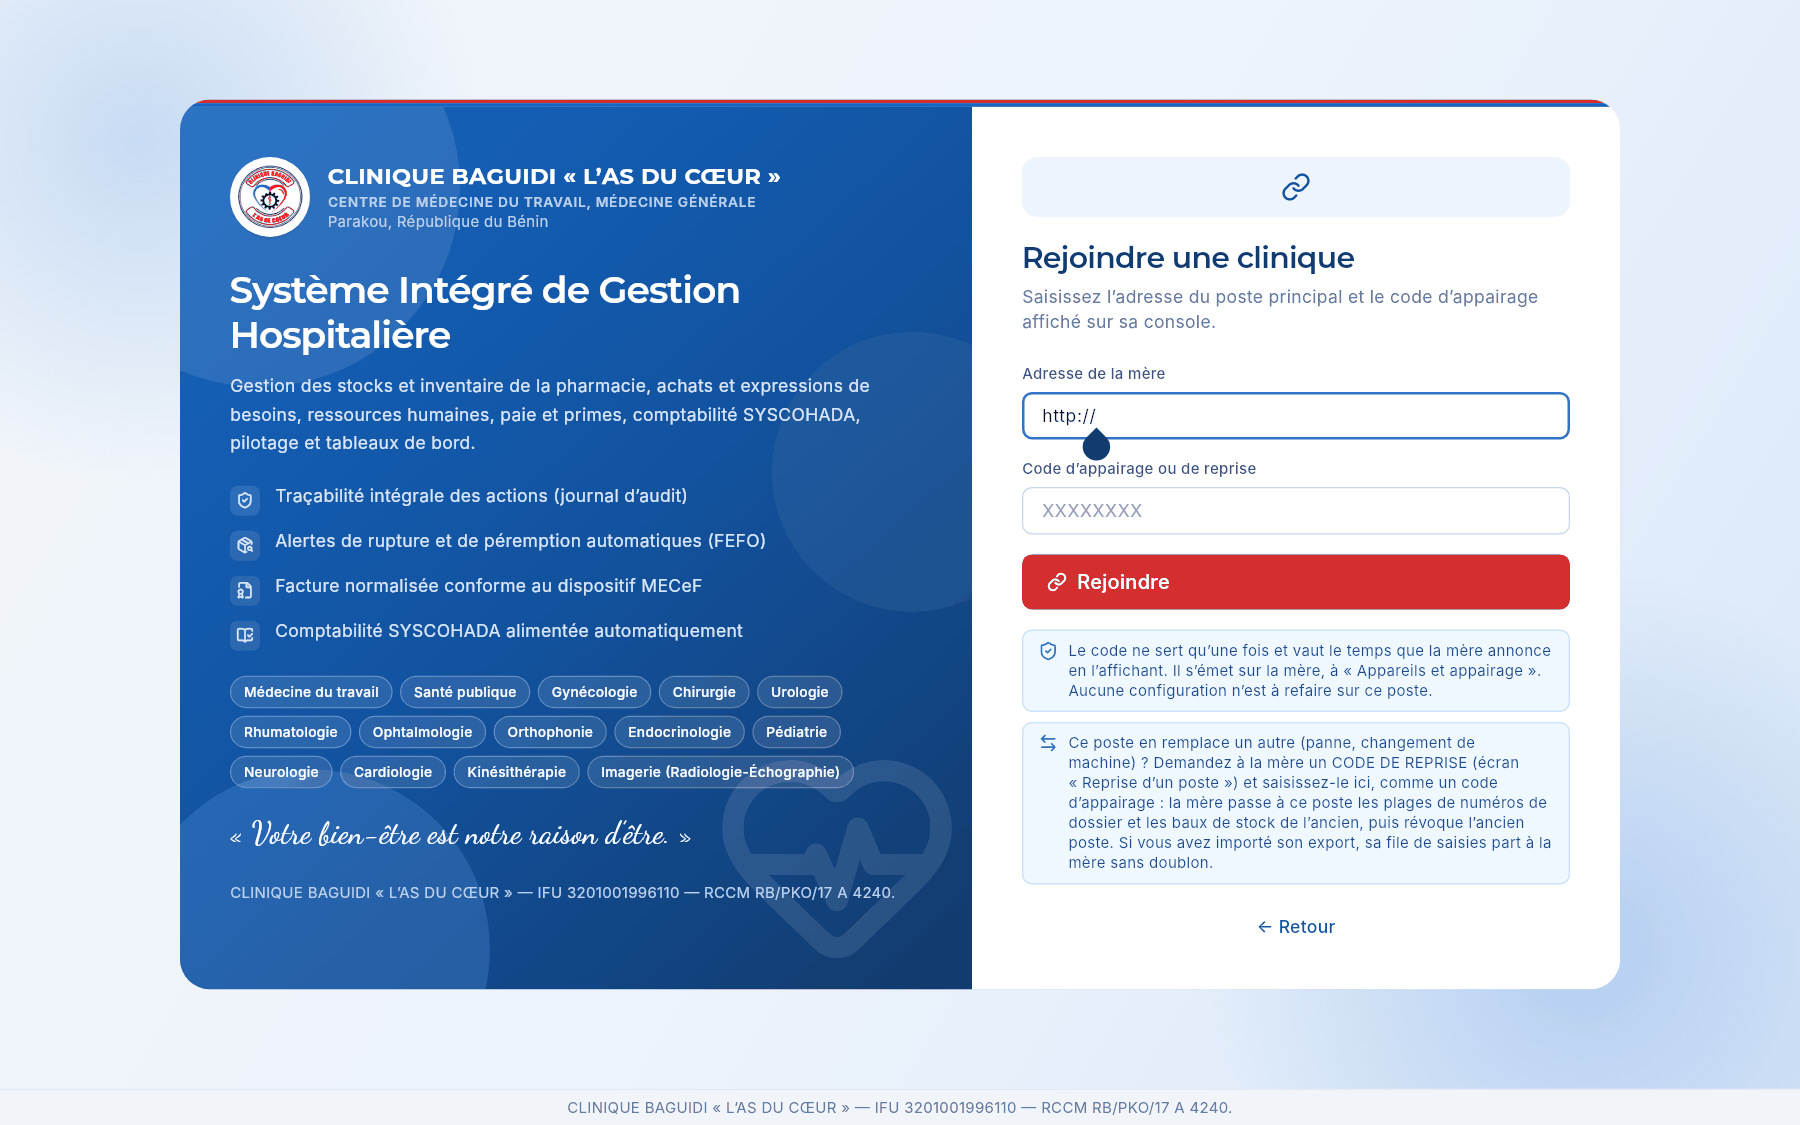 CLINIQUE BAGUIDI
L'AS DE CŒUR
CLINIQUE BAGUIDI « L’AS DU CŒUR »
CENTRE DE MÉDECINE DU TRAVAIL, MÉDECINE GÉNÉRALE
Parakou, République du Bénin
Système Intégré de Gestion
Hospitalière
Gestion des stocks et inventaire de la pharmacie, achats et expressions de
besoins, ressources humaines, paie et primes, comptabilité SYSCOHADA,
pilotage et tableaux de bord.
Traçabilité intégrale des actions (journal d’audit)
Alertes de rupture et de péremption automatiques (FEFO)
Facture normalisée conforme au dispositif MECeF
Comptabilité SYSCOHADA alimentée automatiquement
Médecine du travail Santé publique Gynécologie Chirurgie Urologie
Rhumatologie Ophtalmologie Orthophonie Endocrinologie Pédiatrie
Neurologie Cardiologie Kinésithérapie Imagerie (Radiologie-Échographie)
« Votre bien-être est notre raison d’être. »
CLINIQUE BAGUIDI « L’AS DU CŒUR » — IFU 3201001996110 — RCCM RB/PKO/17 A 4240.
Rejoindre une clinique
Saisissez l’adresse du poste principal et le code d’appairage
affiché sur sa console.
Adresse de la mère
http://
Code d’appairage ou de reprise
XXXXXXXX
Rejoindre
Le code ne sert qu’une fois et vaut le temps que la mère annonce
en l’affichant. Il s’émet sur la mère, à « Appareils et appairage ».
Aucune configuration n’est à refaire sur ce poste.
Ce poste en remplace un autre (panne, changement de
machine) ? Demandez à la mère un CODE DE REPRISE (écran
« Reprise d’un poste ») et saisissez-le ici, comme un code
d’appairage : la mère passe à ce poste les plages de numéros de
dossier et les baux de stock de l’ancien, puis révoque l’ancien
poste. Si vous avez importé son export, sa file de saisies part à la
mère sans doublon.
← Retour
CLINIQUE BAGUIDI « L’AS DU CŒUR » — IFU 3201001996110 — RCCM RB/PKO/17 A 4240.